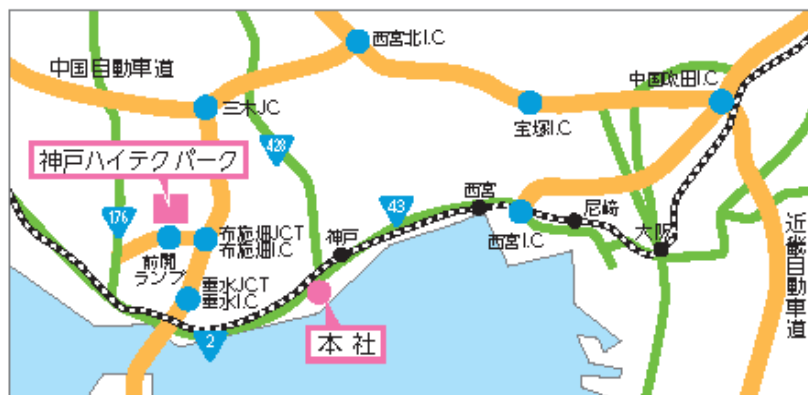 西宮北I.C
中国自動車道
中国吹田I.C
三木JC
宝塚I.C
428
神戸ハイテクパーク
176
43
西宮
尼崎
布施畑JCT
布施畑I.C
神戸
西宮I.C
大阪
近畿自動車道
前開
ランプ
垂水JCT
垂水I.C
2
本社